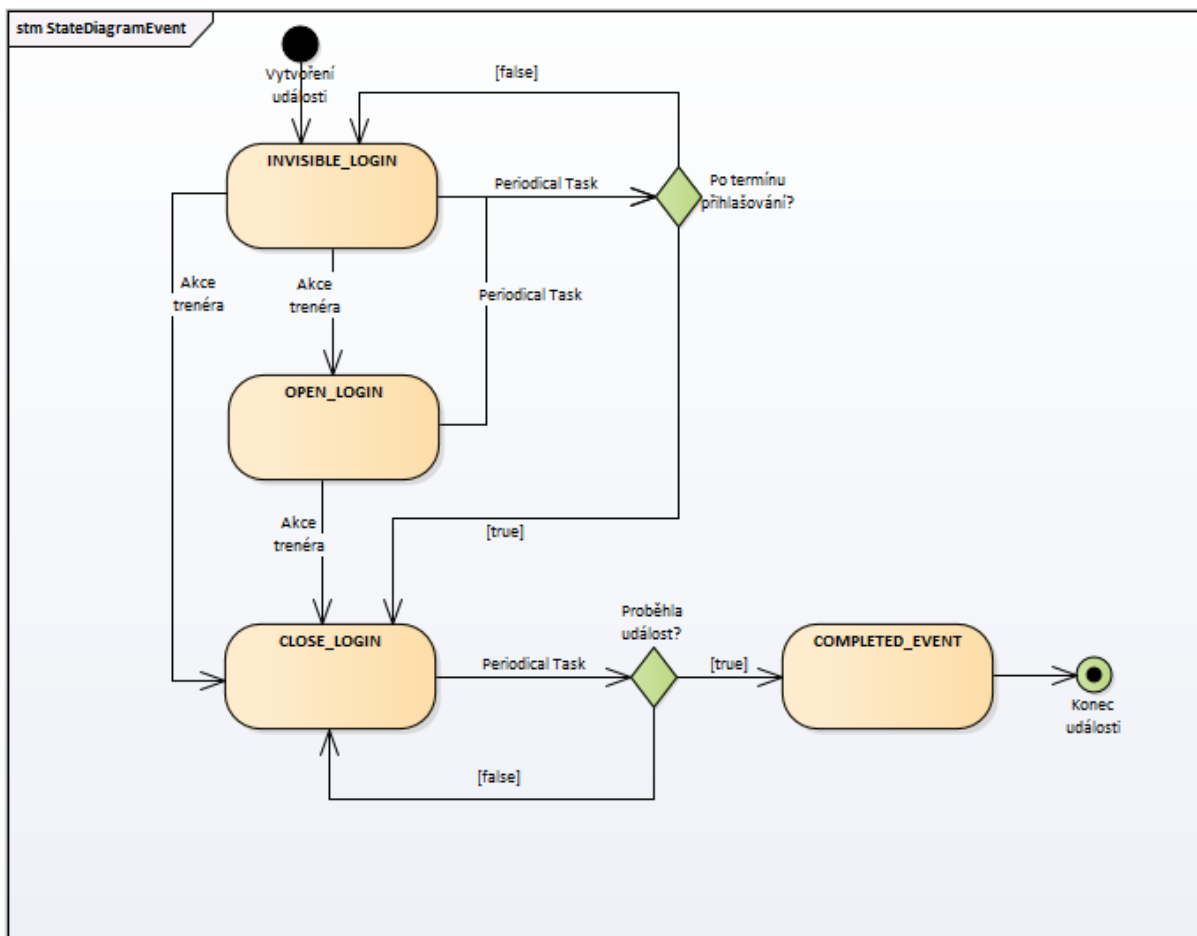 stm StateDiagramEvent
Vytvoření
události
[false]
INVISIBLE_LOGIN
Periodical Task
Po termínu
přihlašování?
Akce
trenéra
Akce
trenéra
Periodical Task
OPEN_LOGIN
Akce
trenéra
[true]
CLOSE_LOGIN
Periodical Task
Proběhla
událost?
[true]
COMPLETED_EVENT
Konec
události
[false]